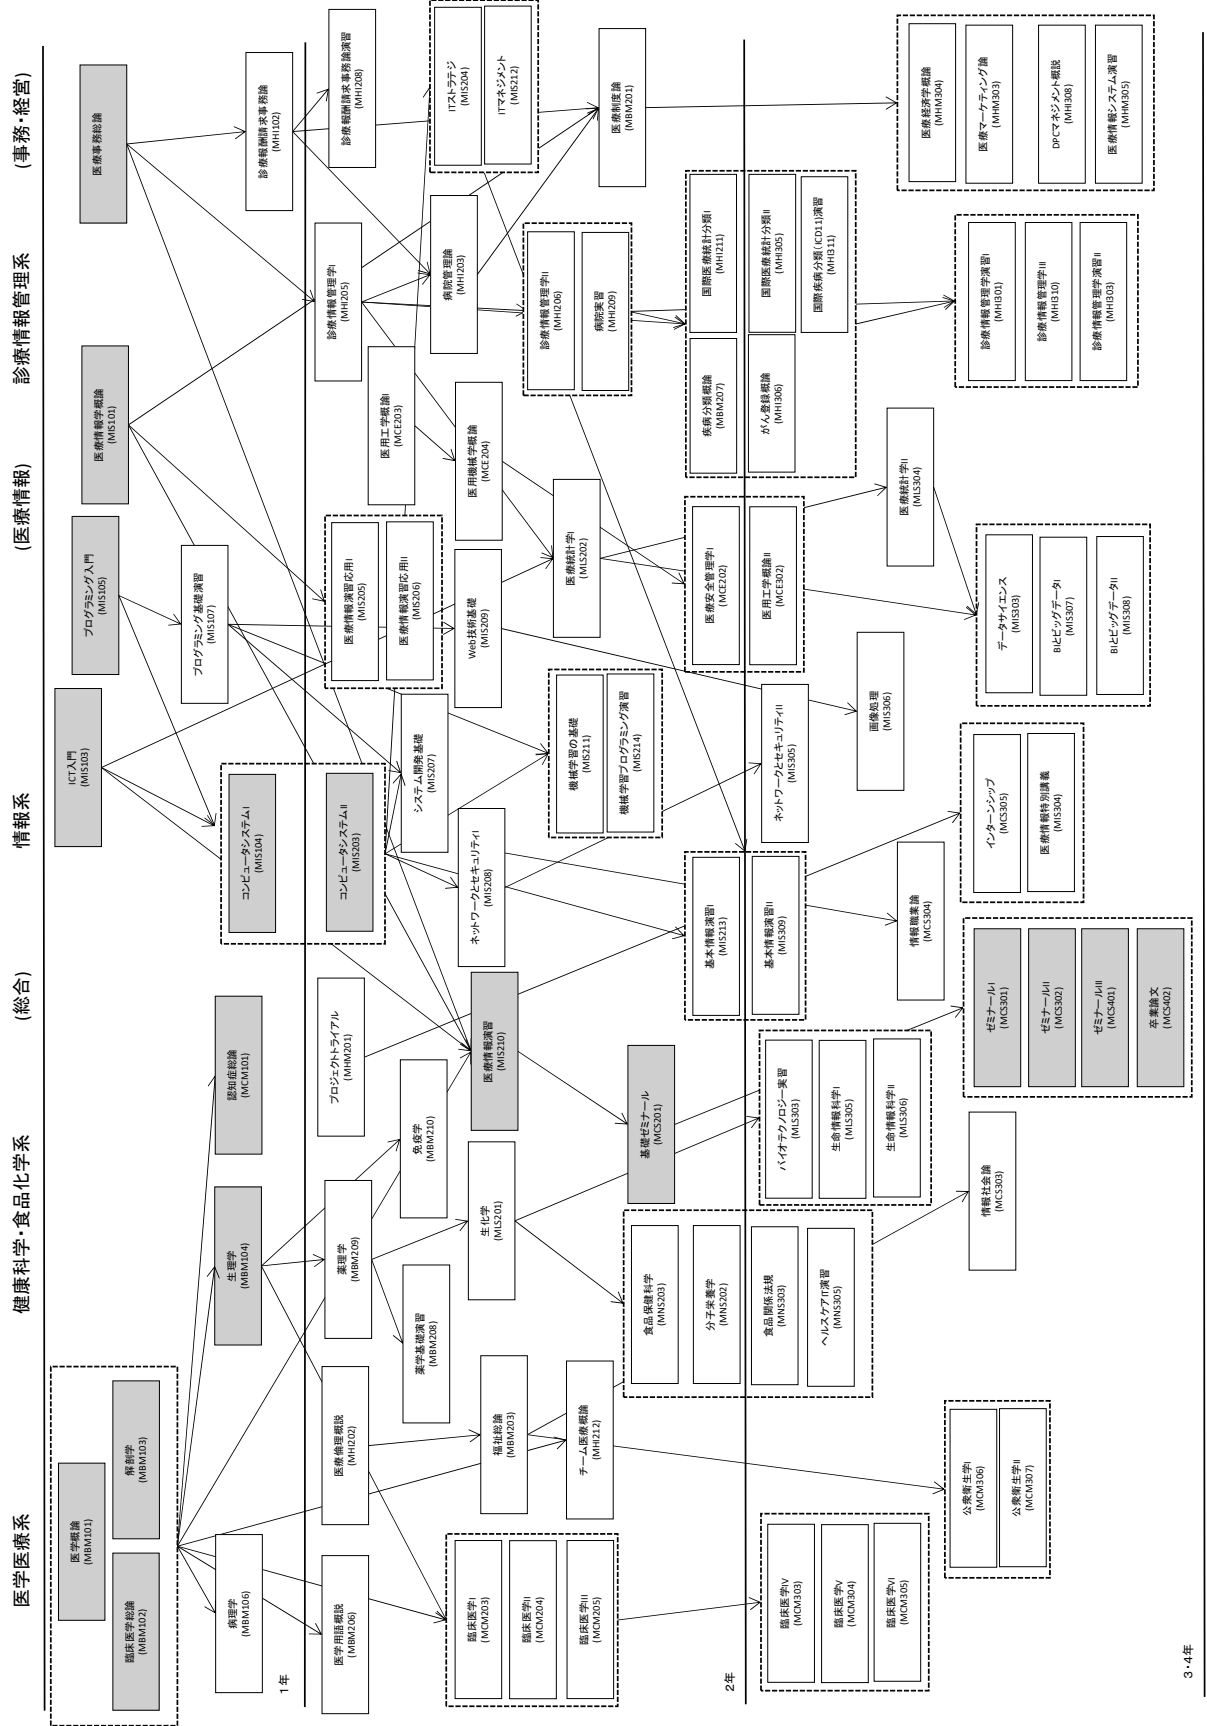 医学医療系
健康科学・食品化学系
(総合)
情報系
(医療情報)
診療情報管理系
(事務・経営)
医学概論
(MBM101)
臨床医学総論
(MBM102)
解剖学
(MBM103)
病理学
(MBM106)
生理学
(MBM104)
認知症総論
(MCM101)
ICT入門
(MIS103)
プログラミング入門
(MIS105)
医療情報学概論
(MIS101)
医療事務総論
プログラミング基礎演習
(MIS107)
診療報酬請求事務論
(MHI102)
コンピュータシステムI
(MIS104)
1年
医学用語概説
(MBM206)
医療倫理概説
(MHI202)
薬理学
(MBM209)
プロジェクトトライアル
(MHM201)
コンピュータシステムII
(MIS203)
医療情報演習応用I
(MIS205)
医療情報演習応用II
(MIS206)
医用工学概論I
(MCE203)
診療情報管理学I
(MHI205)
診療報酬請求事務論演習
(MHI208)
薬学基礎演習
(MBM208)
免疫学
(MBM210)
システム開発基礎
(MIS207)
病院管理論
(MHI203)
ITストラテジ
(MIS204)
ITマネジメント
(MIS212)
臨床医学I
(MCM203)
臨床医学II
(MCM204)
臨床医学III
(MCM205)
福祉総論
(MBM203)
生化学
(MLS201)
医療情報演習
(MIS210)
ネットワークとセキュリティI
(MIS208)
Web技術基礎
(MIS209)
医用機械学概論
(MCE204)
チーム医療概論
(MHI212)
機械学習の基礎
(MIS211)
機械学習プログラミング演習
(MIS214)
医療統計学I
(MLS202)
診療情報管理学II
(MHI206)
病院実習
(MHI209)
医療制度論
(MBM201)
食品保健科学
(MNS203)
分子栄養学
(MNS202)
基礎ゼミナール
(MCS201)
基本情報演習I
(MIS213)
医療安全管理学I
(MCE202)
疾病分類概論
(MBM207)
国際医療統計分類I
(MHI211)
2年
臨床医学IV
(MCM303)
臨床医学V
(MCM304)
臨床医学VI
(MCM305)
食品関係法規
(MNS303)
ヘルスケアIT演習
(MNS305)
バイオテクノロジー実習
(MLS303)
生命情報科学I
(MLS305)
生命情報科学II
(MLS306)
基本情報演習II
(MIS309)
ネットワークとセキュリティII
(MIS305)
医用工学概論II
(MCE302)
がん登録概論
(MHI306)
国際医療統計分類II
(MHI305)
国際疾病分類(ICD11)演習
(MHI311)
画像処理
(MIS306)
情報職業論
(MCS304)
医療統計学II
(MLS304)
医療経済学概論
(MHM304)
医療マーケティング論
(MHM303)
DPCマネジメント概説
(MHI308)
医療情報システム演習
(MHM305)
公衆衛生学I
(MCM306)
公衆衛生学II
(MCM307)
情報社会論
(MCS303)
ゼミナールI
(MCS301)
ゼミナールII
(MCS302)
ゼミナールIII
(MCS401)
卒業論文
(MCS402)
インターンシップ
(MCS305)
医療情報特別講義
(MIS304)
データサイエンス
(MIS303)
BIとビッグデータI
(MIS307)
BIとビッグデータII
(MIS308)
診療情報管理学演習I
(MHI301)
診療情報管理学III
(MHI310)
診療情報管理学演習II
(MHI303)
3・4年